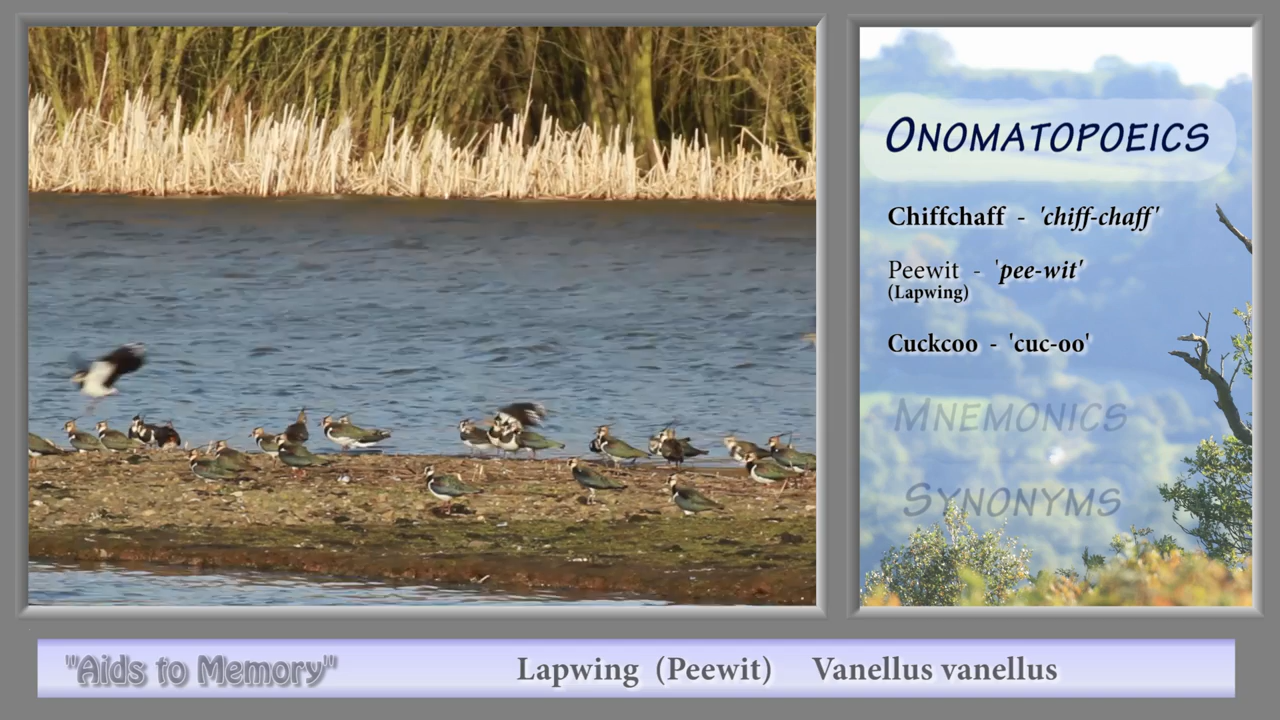 ONOMATOPOEICS
Chiffchaff - 'chiff-chaff'
Peewit - 'pee-wit'
(Lapwing)
Cuckcoo - 'cuc-oo'
MNEMONICS
SYNONYMS
"Aids to Memory" Lapwing (Peewit) Vanellus vanellus